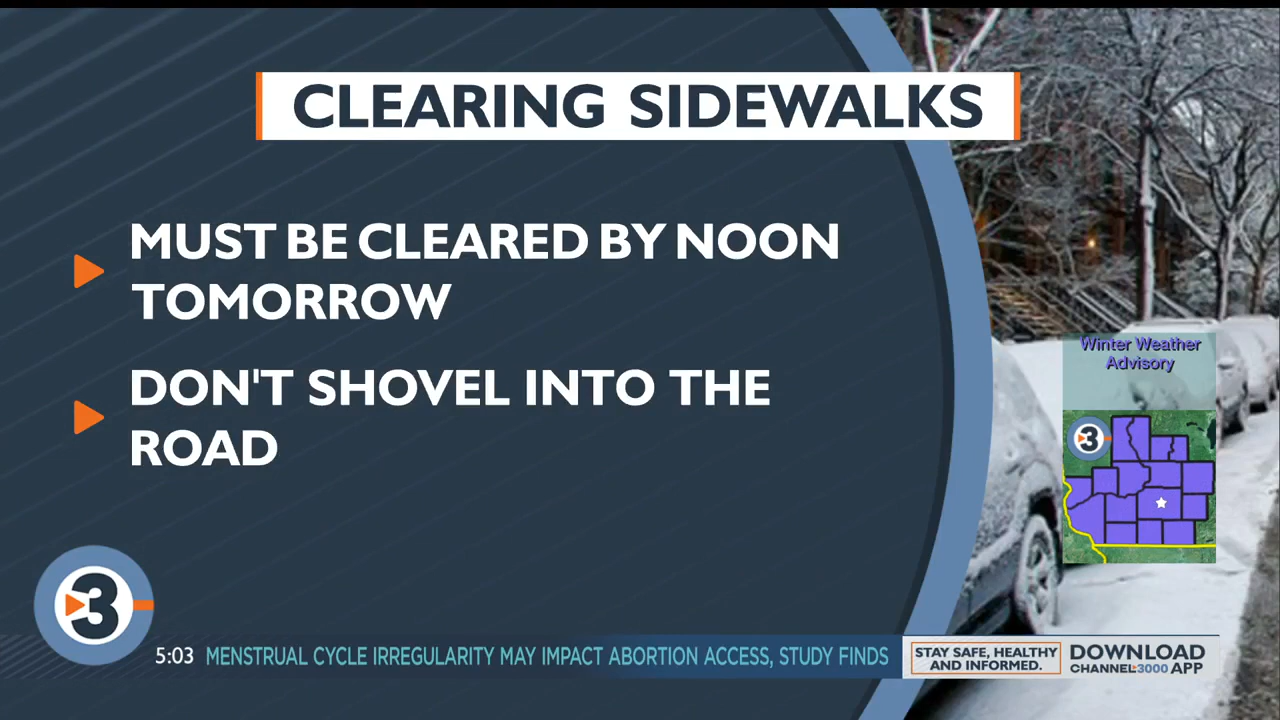 CLEARING SIDEWALKS
MUST BE CLEARED BY NOON
TOMORROW
DON'T SHOVEL INTO THE
ROAD
Winter Weather
Advisory
3
3
5:03 MENSTRUAL CYCLE IRREGULARITY MAY IMPACT ABORTION ACCESS, STUDY FINDS
STAY SAFE, HEALTHY
AND INFORMED.
DOWNLOAD
CHANNEL3000 APP